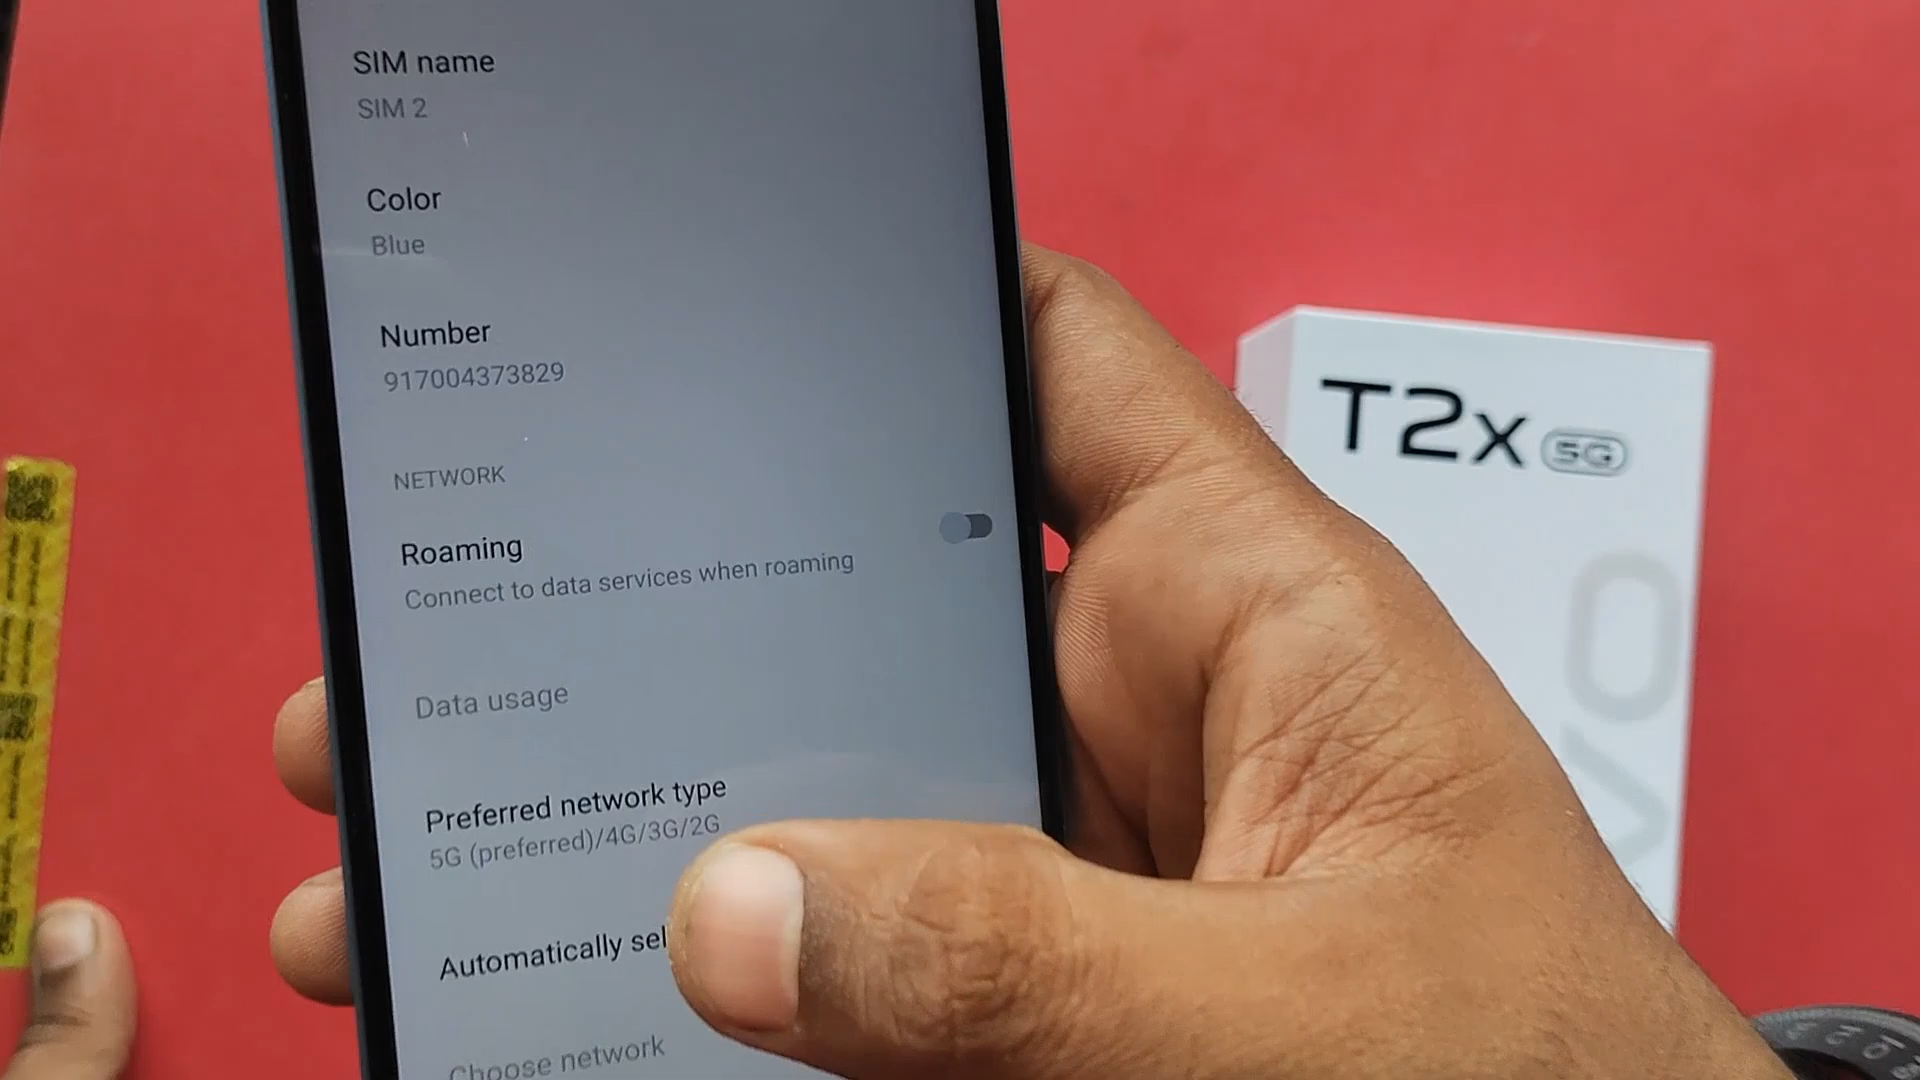 SIM name
SIM 2
Color
Blue
Number
917004373829
NETWORK
Roaming
Connect to data services when roaming
Data usage
Preferred network type
5G (preferred)/4G/3G/2G
Automatically sel
Choose network
T2x 5G
VO